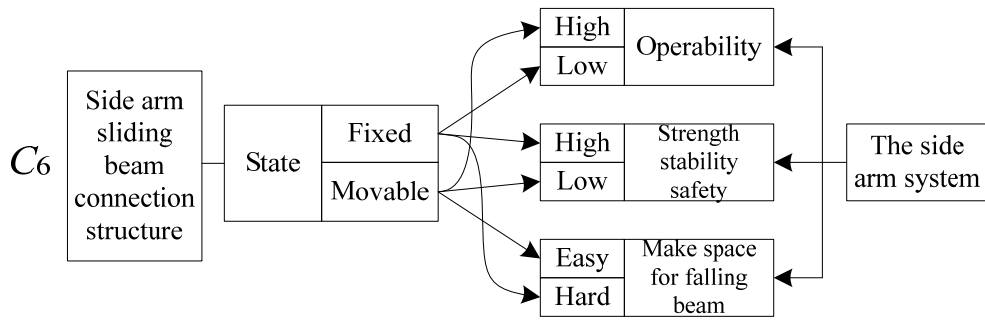 C6
Side arm
sliding
beam
connection
structure
State
Fixed
Movable
High
Low
Operability
High
Low
Strength
stability
safety
Easy
Hard
Make space
for falling
beam
The side
arm system